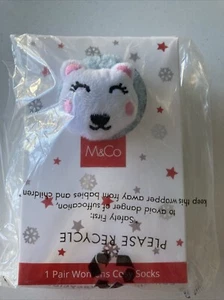 M&Co
PLEASE RECYCLE
*Safety First:
to avoid danger of suffocation,
keep this wrapper away from babies and children
1 Pair Womens Cosy Socks